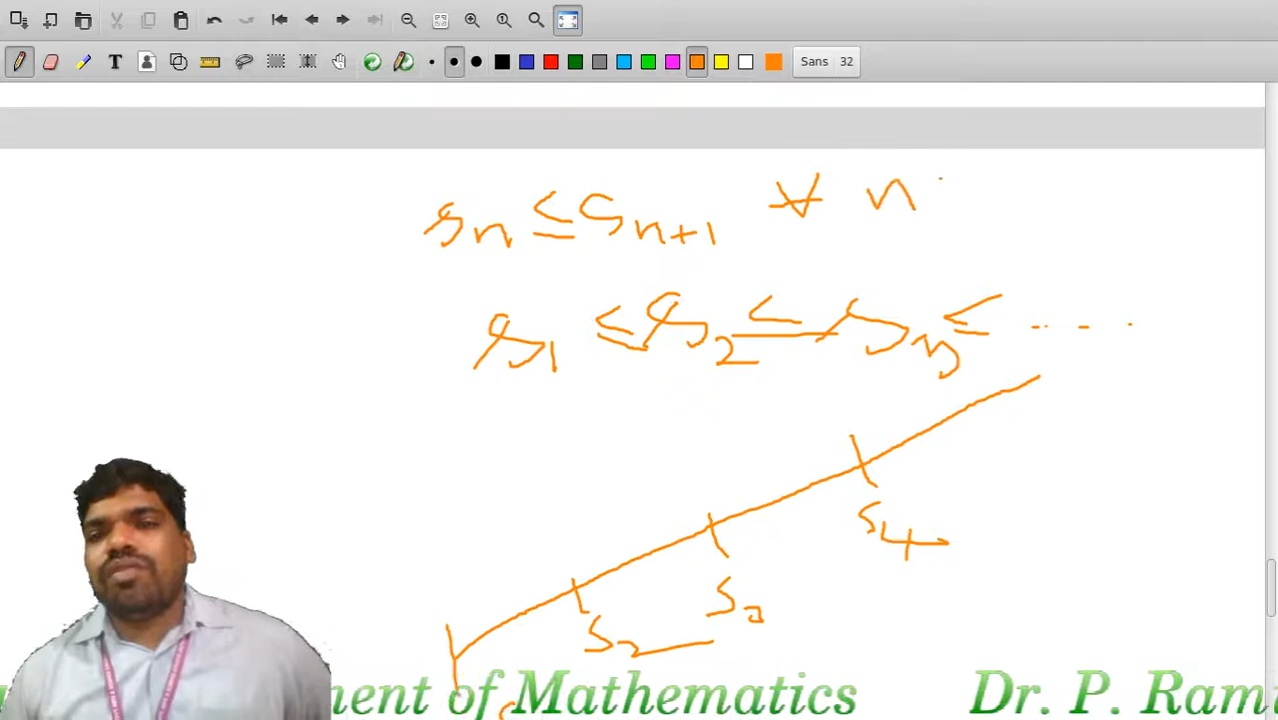 Sans 32
Sn ≤ Sn+1 ∀ n
S1 ≤ S2 ≤ S3 ≤ ....
S4
S3
S2
ment of Mathematics Dr. P. Ram